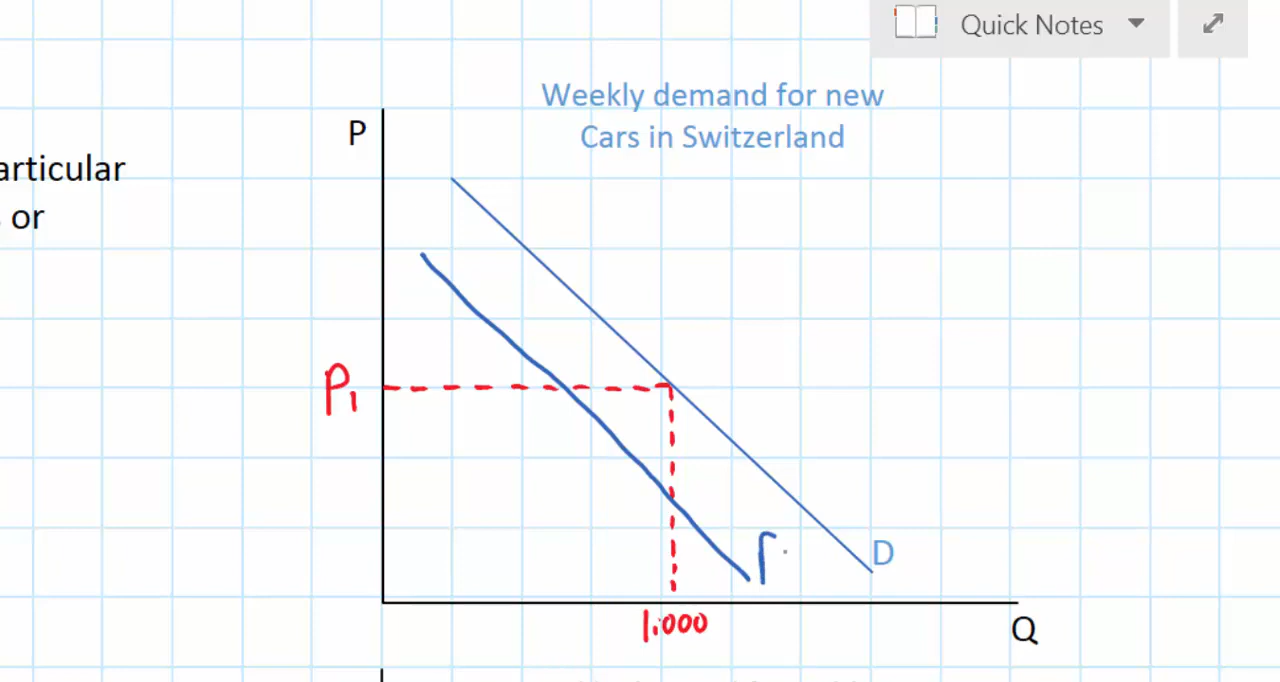 Quick Notes
Weekly demand for new
Cars in Switzerland
P
articular
or
P1
D
1.000
Q